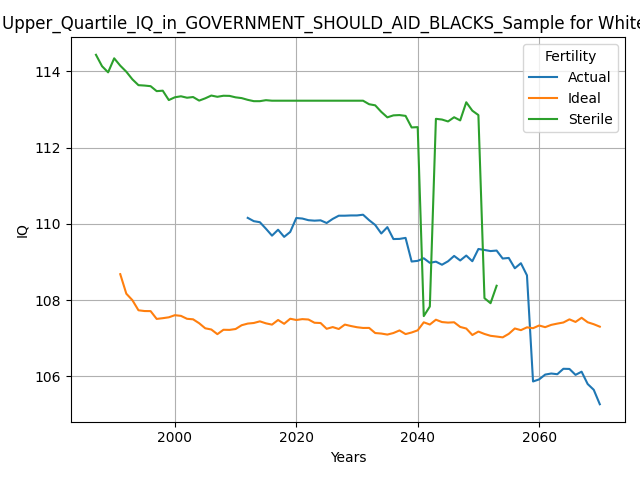 Upper_Quartile_IQ_in_GOVERNMENT_SHOULD_AID_BLACKS_Sample for White
Fertility
Actual
Ideal
Sterile
114
112
110
108
106
IQ
2000
2020
2040
2060
Years